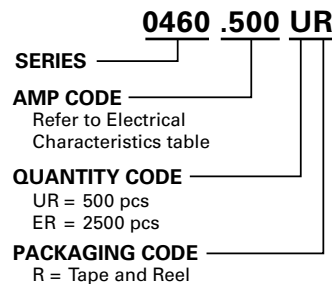 0460 .500 UR
SERIES
AMP CODE
Refer to Electrical
Characteristics table
QUANTITY CODE
UR = 500 pcs
ER = 2500 pcs
PACKAGING CODE
R = Tape and Reel